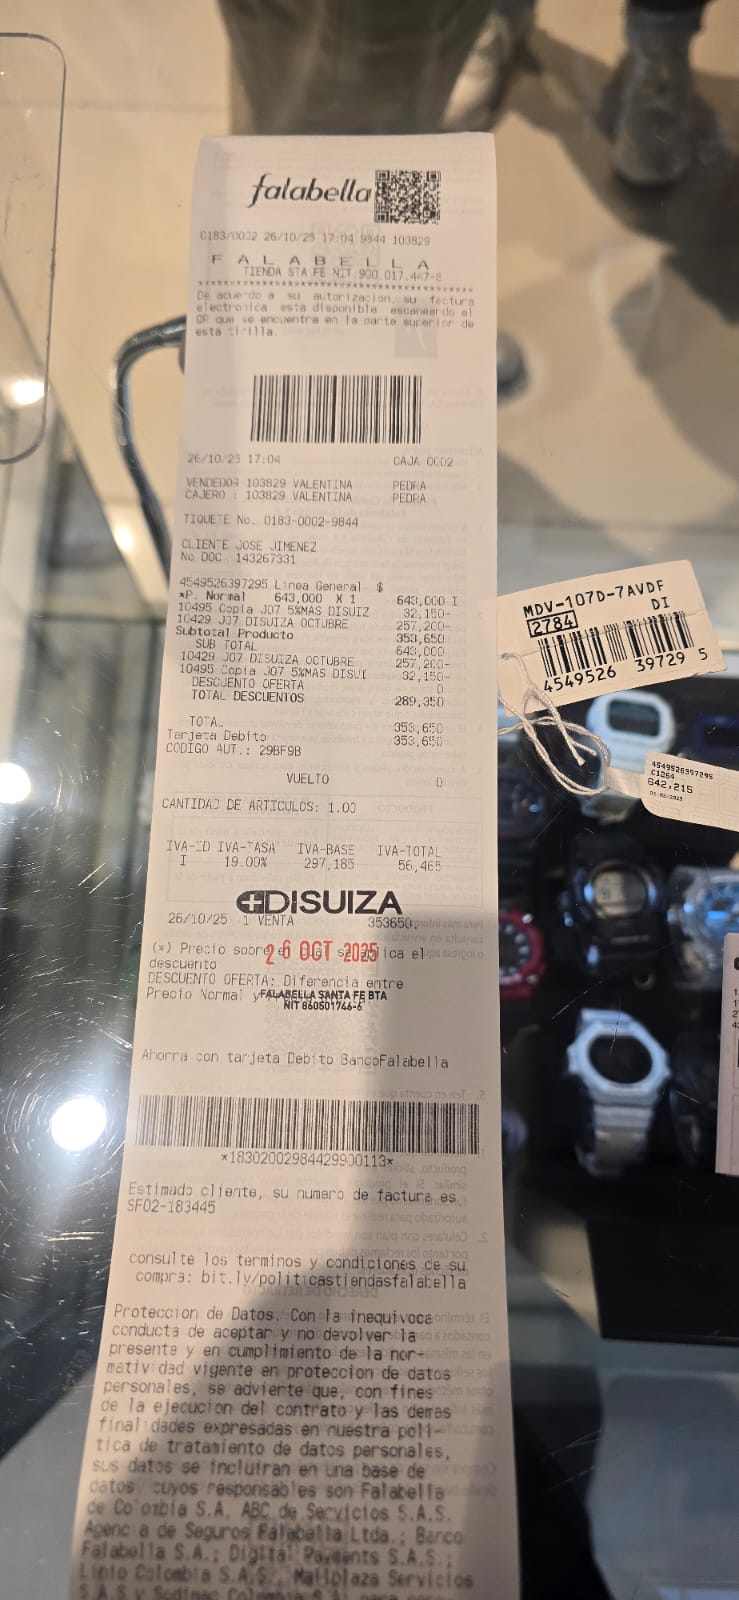 falabella
0183/0002 26/10/25 17:04 9844 103829
F A L A B E L L A
TIENDA STA FE NIT 900.017.447-8
De acuerdo a su autorizacion, su factura
electronica esta disponible escaneando el
QR que se encuentra en la parte superior de
esta tirilla.
26/10/25 17:04 CAJA 0002
VENDEDOR 103829 VALENTINA PEDRA
CAJERO : 103829 VALENTINA PEDRA
TIQUETE No. 0183-0002-9844
CLIENTE JOSE JIMENEZ
No DOC. 143267331
4549526397295 Linea General $
*P. Normal 643,000 X 1 643,000 I
10495 Copia J07 5%MAS DISUIZ 32,150-
10429 J07 DISUIZA OCTUBRE 257,200-
Subtotal Producto 353,650
SUB TOTAL 643,000
10429 J07 DISUIZA OCTUBRE 257,200-
10495 Copia J07 5%MAS DISUI 32,150-
DESCUENTO OFERTA 0
TOTAL DESCUENTOS 289,350
TOTAL 353,650
Tarjeta Debito 353,650
CODIGO AUT.: 29BF9B
VUELTO 0
CANTIDAD DE ARTICULOS: 1.00
IVA-ID IVA-TASA IVA-BASE IVA-TOTAL
I 19.00% 297,185 56,465
DISUIZA
26/10/25 1 VENTA 353650.
26 OCT 2025
(*) Precio sobre el se aplica el
descuento
DESCUENTO OFERTA: Diferencia entre
Precio Normal y
FALABELLA SANTA FE BTA
NIT 860501746-6
Ahorra con tarjeta Debito BancoFalabella
*18302002984429900113*
Estimado cliente, su numero de factura es
SF02-183445
consulte los terminos y condiciones de su
compra: bit.ly/politicastiendasfalabella
Proteccion de Datos. Con la inequivoca
conducta de aceptar y no devolver la
presente y en cumplimiento de la nor-
matividad vigente en proteccion de datos
personales, se advierte que, con fines
de la ejecucion del contrato y las demas
finalidades expresadas en nuestra poli-
tica de tratamiento de datos personales,
sus datos se incluiran en una base de
datos cuyos responsables son Falabella
de Colombia S.A. ABC de Servicios S.A.S.
Agencia de Seguros Falabella Ltda.; Banco
Falabella S.A.; Digital Payments S.A.S.;
Linio Colombia S.A.S. Mallplaza Servicios
S.A.S y Sodimac Colombia S.A.
MDV-107D-7AVDF
2784 DI
4549526 39729 5
4549526397295
C1264
642,215